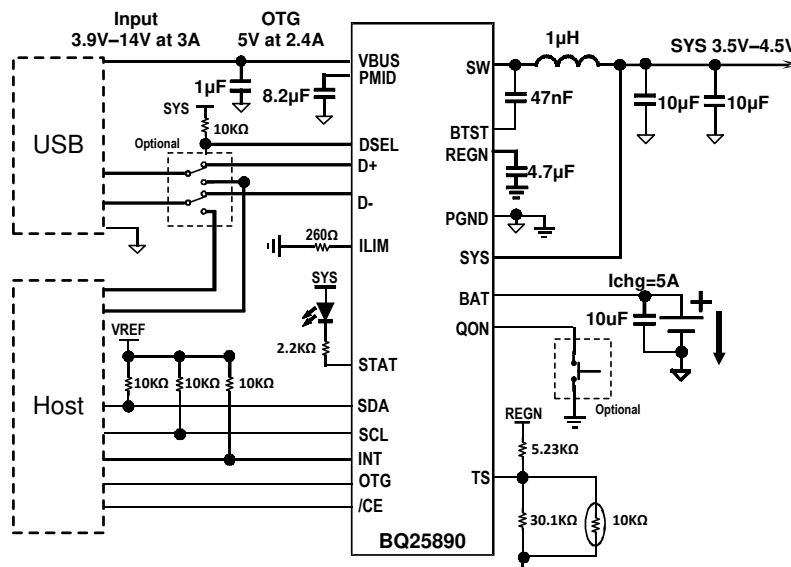 Input
3.9V–14V at 3A
OTG
5V at 2.4A
USB
Host
SYS
10KΩ
Optional
1µF
8.2µF
VBUS
PMID
DSEL
D+
D-
260Ω
ILIM
SYS
2.2KΩ
STAT
VREF
10KΩ
10KΩ
10KΩ
SDA
SCL
INT
OTG
/CE
BQ25890
SW
1µH
SYS 3.5V–4.5V
47nF
10µF
10µF
BTST
REGN
4.7µF
PGND
SYS
BAT
Ichg=5A
+
10uF
QON
Optional
REGN
5.23KΩ
TS
30.1KΩ
10KΩ